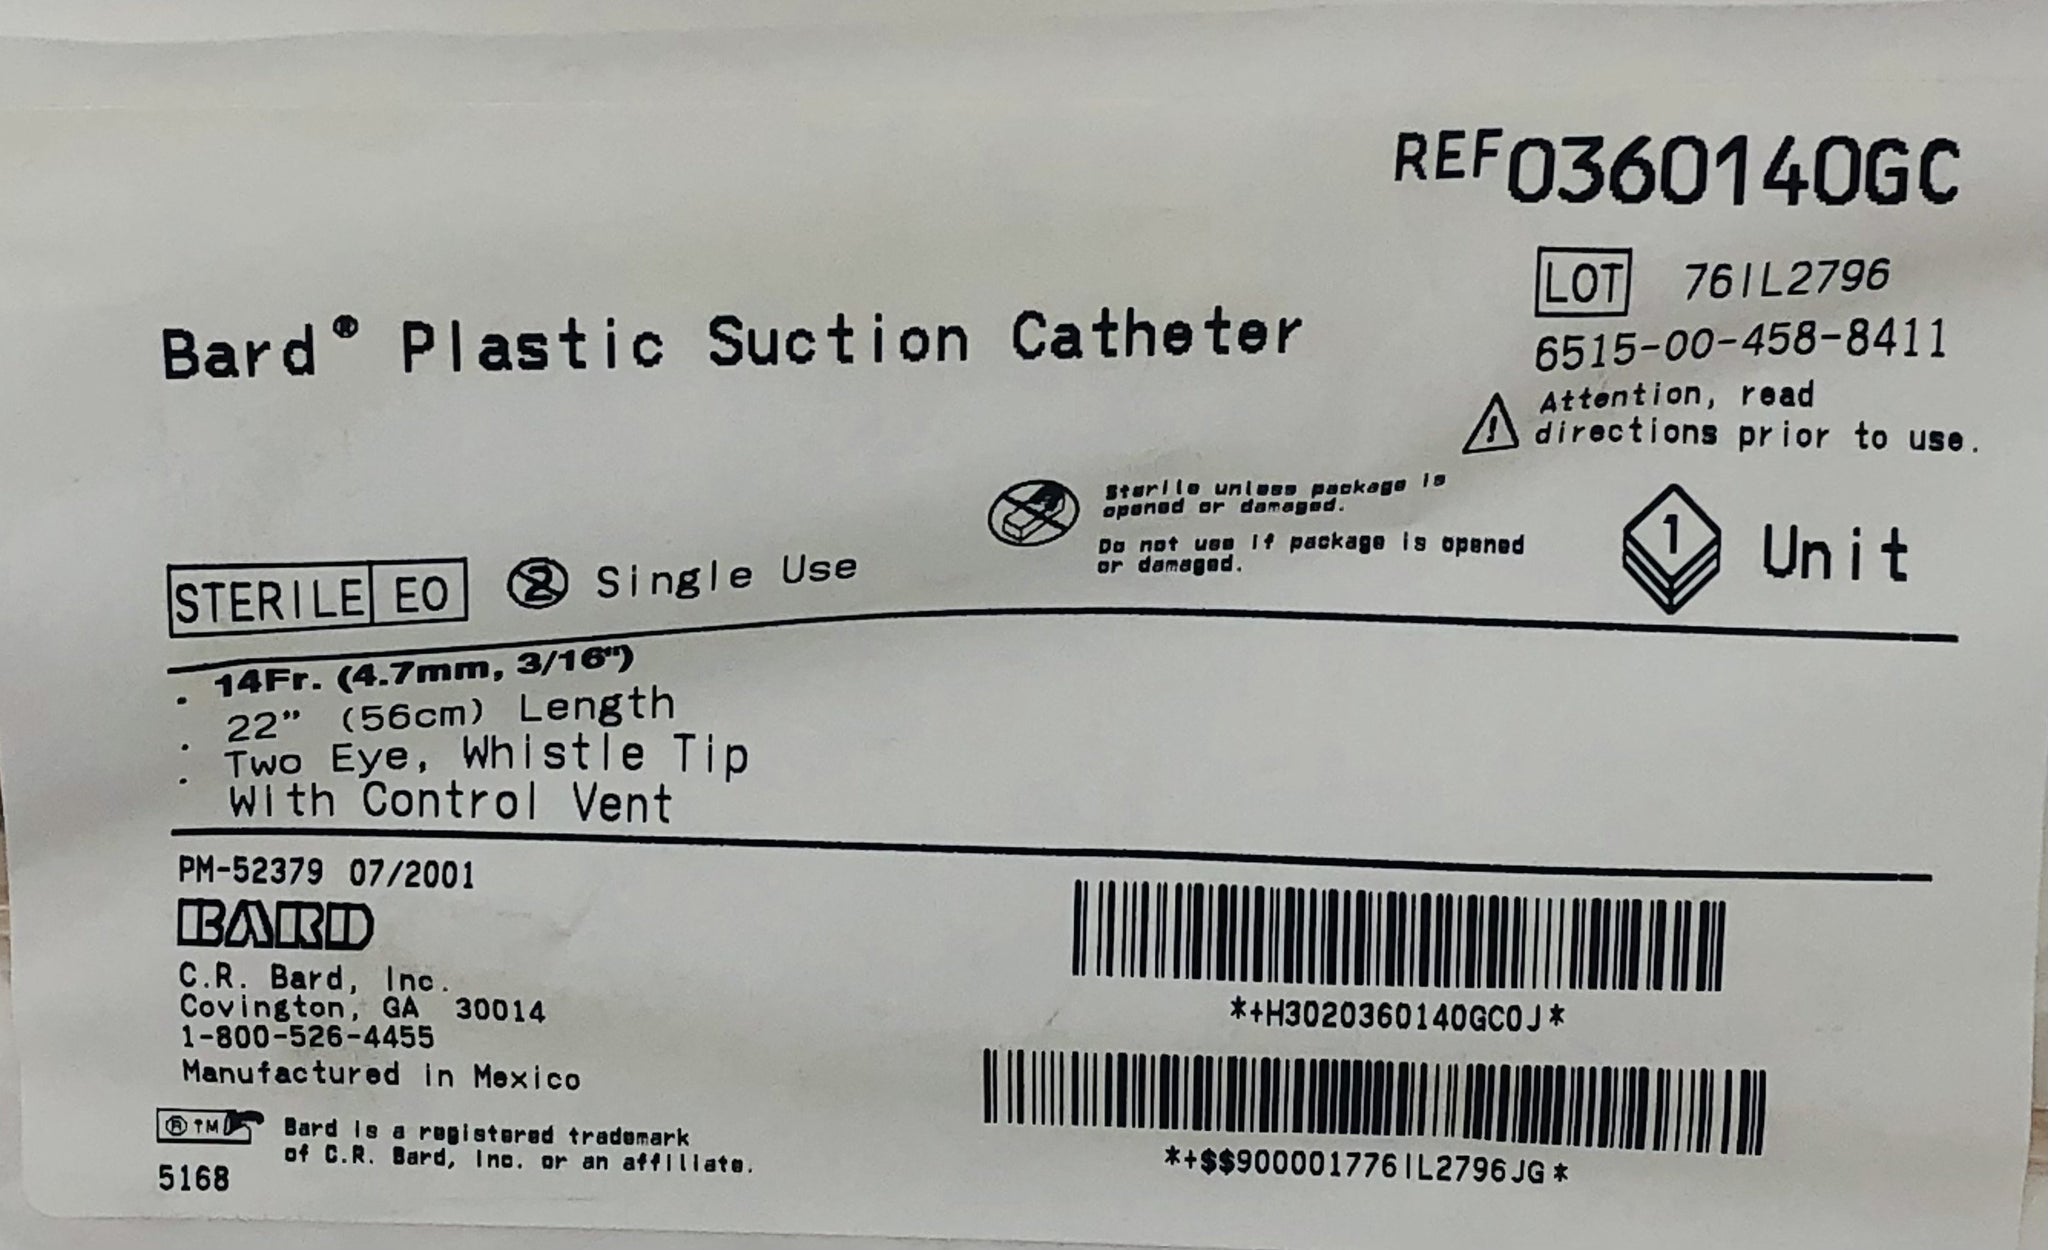 REF 0360140GC
LOT 76IL2796
6515-00-458-8411
Attention, read
directions prior to use.
Bard® Plastic Suction Catheter
Sterile unless package is
opened or damaged.
Do not use if package is opened
or damaged.
1 Unit
STERILE EO 2 Single Use
· 14Fr. (4.7mm, 3/16")
22" (56cm) Length
· Two Eye, Whistle Tip
· With Control Vent
PM-52379 07/2001
BARD
C.R. Bard, Inc.
Covington, GA 30014
1-800-526-4455
Manufactured in Mexico
® TM Bard is a registered trademark
of C.R. Bard, Inc. or an affiliate.
5168
*+H3020360140GC0J*
*+$$9000017761L2796JG*